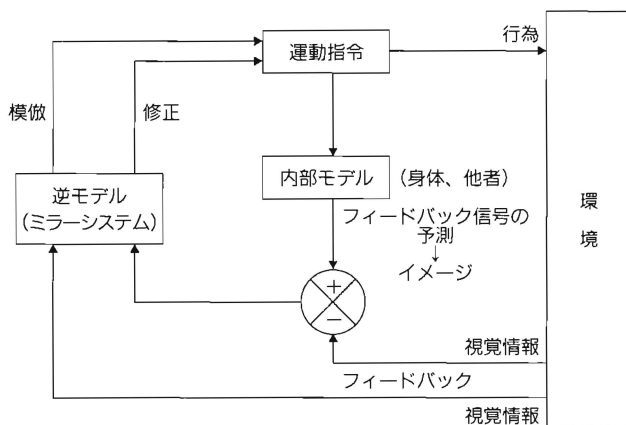 行為
運動指令
模倣
修正
内部モデル
(身体、他者)
逆モデル
(ミラーシステム)
フィードバック信号の
予測
↓
イメージ
環
境
+
−
視覚情報
フィードバック
視覚情報